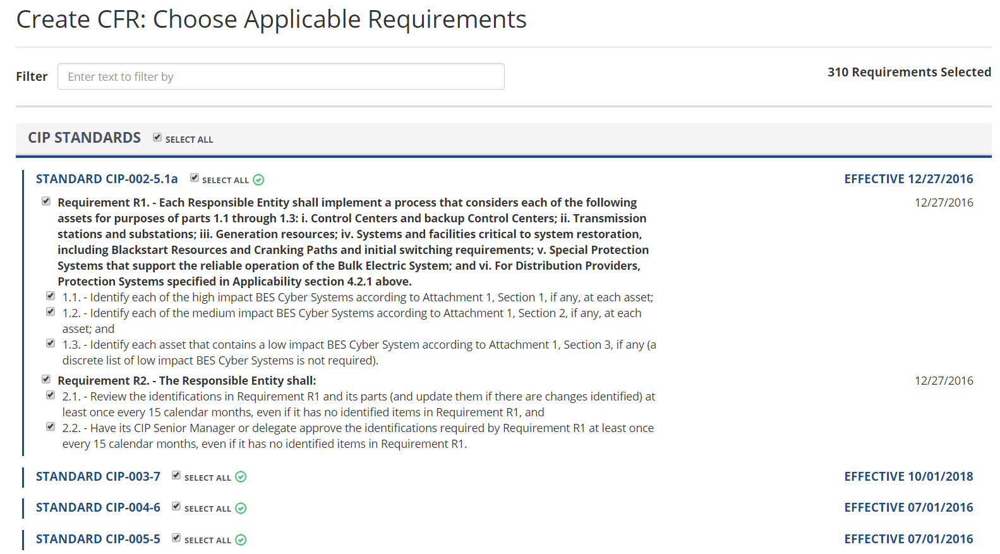 Create CFR: Choose Applicable Requirements
Filter Enter text to filter by 310 Requirements Selected
CIP STANDARDS SELECT ALL
STANDARD CIP-002-5.1a SELECT ALL EFFECTIVE 12/27/2016
Requirement R1. - Each Responsible Entity shall implement a process that considers each of the following 12/27/2016
assets for purposes of parts 1.1 through 1.3: i. Control Centers and backup Control Centers; ii. Transmission
stations and substations; iii. Generation resources; iv. Systems and facilities critical to system restoration,
including Blackstart Resources and Cranking Paths and initial switching requirements; v. Special Protection
Systems that support the reliable operation of the Bulk Electric System; and vi. For Distribution Providers,
Protection Systems specified in Applicability section 4.2.1 above.
1.1. - Identify each of the high impact BES Cyber Systems according to Attachment 1, Section 1, if any, at each asset;
1.2. - Identify each of the medium impact BES Cyber Systems according to Attachment 1, Section 2, if any, at each
asset; and
1.3. - Identify each asset that contains a low impact BES Cyber System according to Attachment 1, Section 3, if any (a
discrete list of low impact BES Cyber Systems is not required).
Requirement R2. - The Responsible Entity shall: 12/27/2016
2.1. - Review the identifications in Requirement R1 and its parts (and update them if there are changes identified) at
least once every 15 calendar months, even if it has no identified items in Requirement R1, and
2.2. - Have its CIP Senior Manager or delegate approve the identifications required by Requirement R1 at least once
every 15 calendar months, even if it has no identified items in Requirement R1.
STANDARD CIP-003-7 SELECT ALL EFFECTIVE 10/01/2018
STANDARD CIP-004-6 SELECT ALL EFFECTIVE 07/01/2016
STANDARD CIP-005-5 SELECT ALL EFFECTIVE 07/01/2016